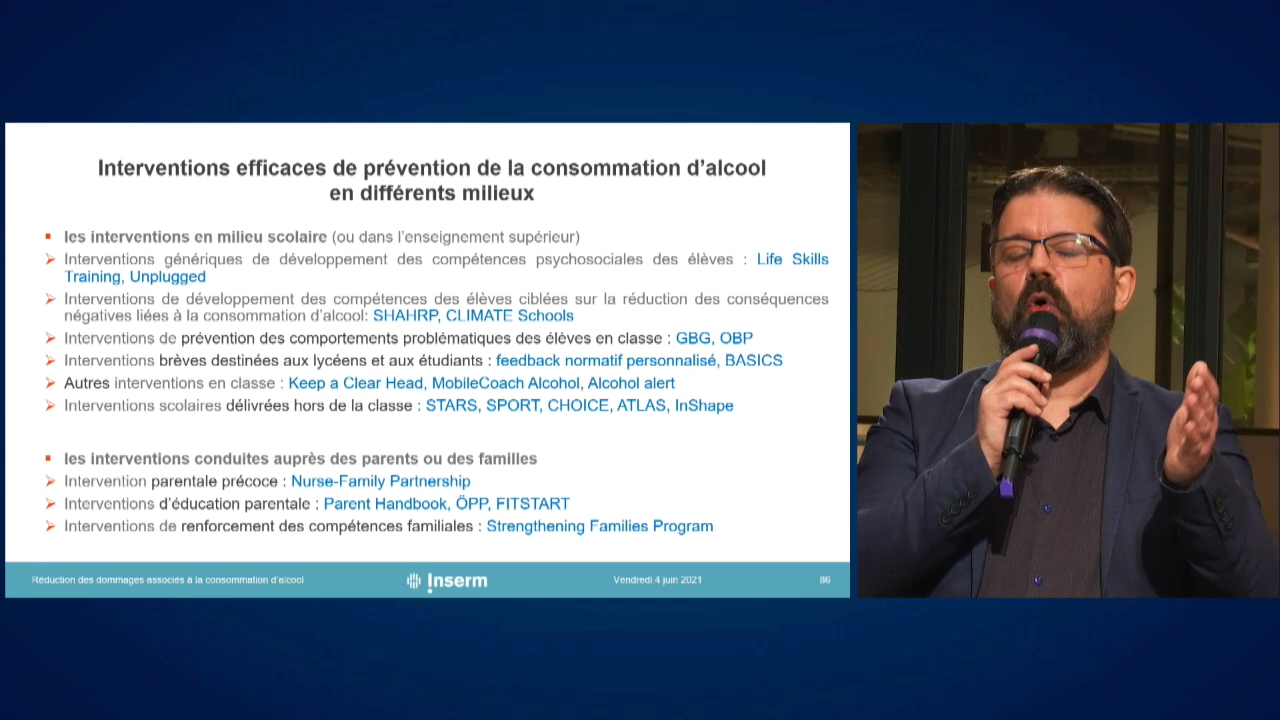 Interventions efficaces de prévention de la consommation d'alcool
en différents milieux
▪ les interventions en milieu scolaire (ou dans l'enseignement supérieur)
➢ Interventions génériques de développement des compétences psychosociales des élèves : Life Skills
Training, Unplugged
➢ Interventions de développement des compétences des élèves ciblées sur la réduction des conséquences
négatives liées à la consommation d'alcool: SHAHRP, CLIMATE Schools
➢ Interventions de prévention des comportements problématiques des élèves en classe : GBG, OBP
➢ Interventions brèves destinées aux lycéens et aux étudiants : feedback normatif personnalisé, BASICS
➢ Autres interventions en classe : Keep a Clear Head, MobileCoach Alcohol, Alcohol alert
➢ Interventions scolaires délivrées hors de la classe : STARS, SPORT, CHOICE, ATLAS, InShape
▪ les interventions conduites auprès des parents ou des familles
➢ Intervention parentale précoce : Nurse-Family Partnership
➢ Interventions d'éducation parentale : Parent Handbook, ÖPP, FITSTART
➢ Interventions de renforcement des compétences familiales : Strengthening Families Program
Réduction des dommages associés à la consommation d'alcool Inserm Vendredi 4 juin 2021 86